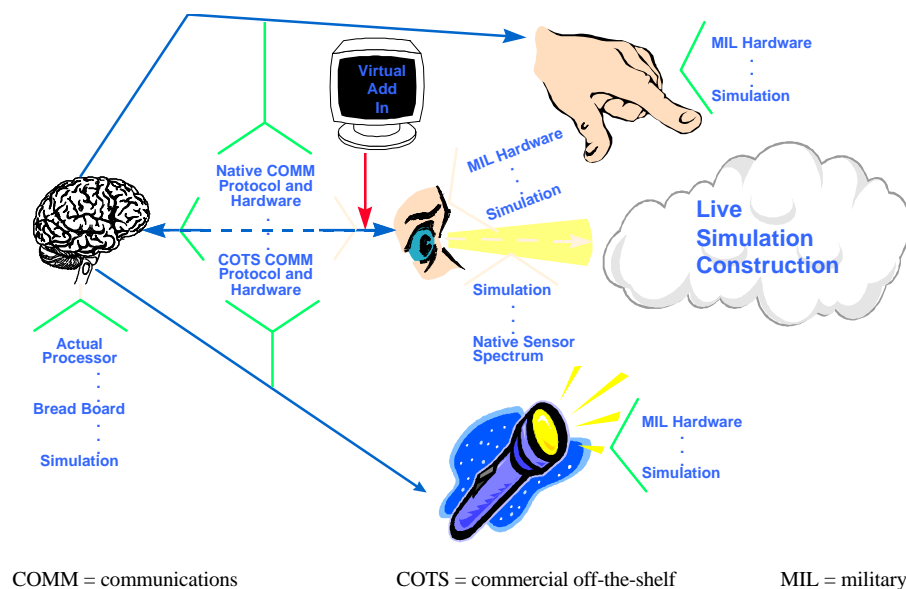 Virtual
Add
In
MIL Hardware
.
.
.
Simulation
Native COMM
Protocol and
Hardware
.
.
.
COTS COMM
Protocol and
Hardware
MIL Hardware
.
.
.
Simulation
Live
Simulation
Construction
Simulation
.
.
.
Native Sensor
Spectrum
Actual
Processor
.
.
.
Bread Board
.
.
.
Simulation
MIL Hardware
.
.
.
Simulation
COMM = communications
COTS = commercial off-the-shelf
MIL = military